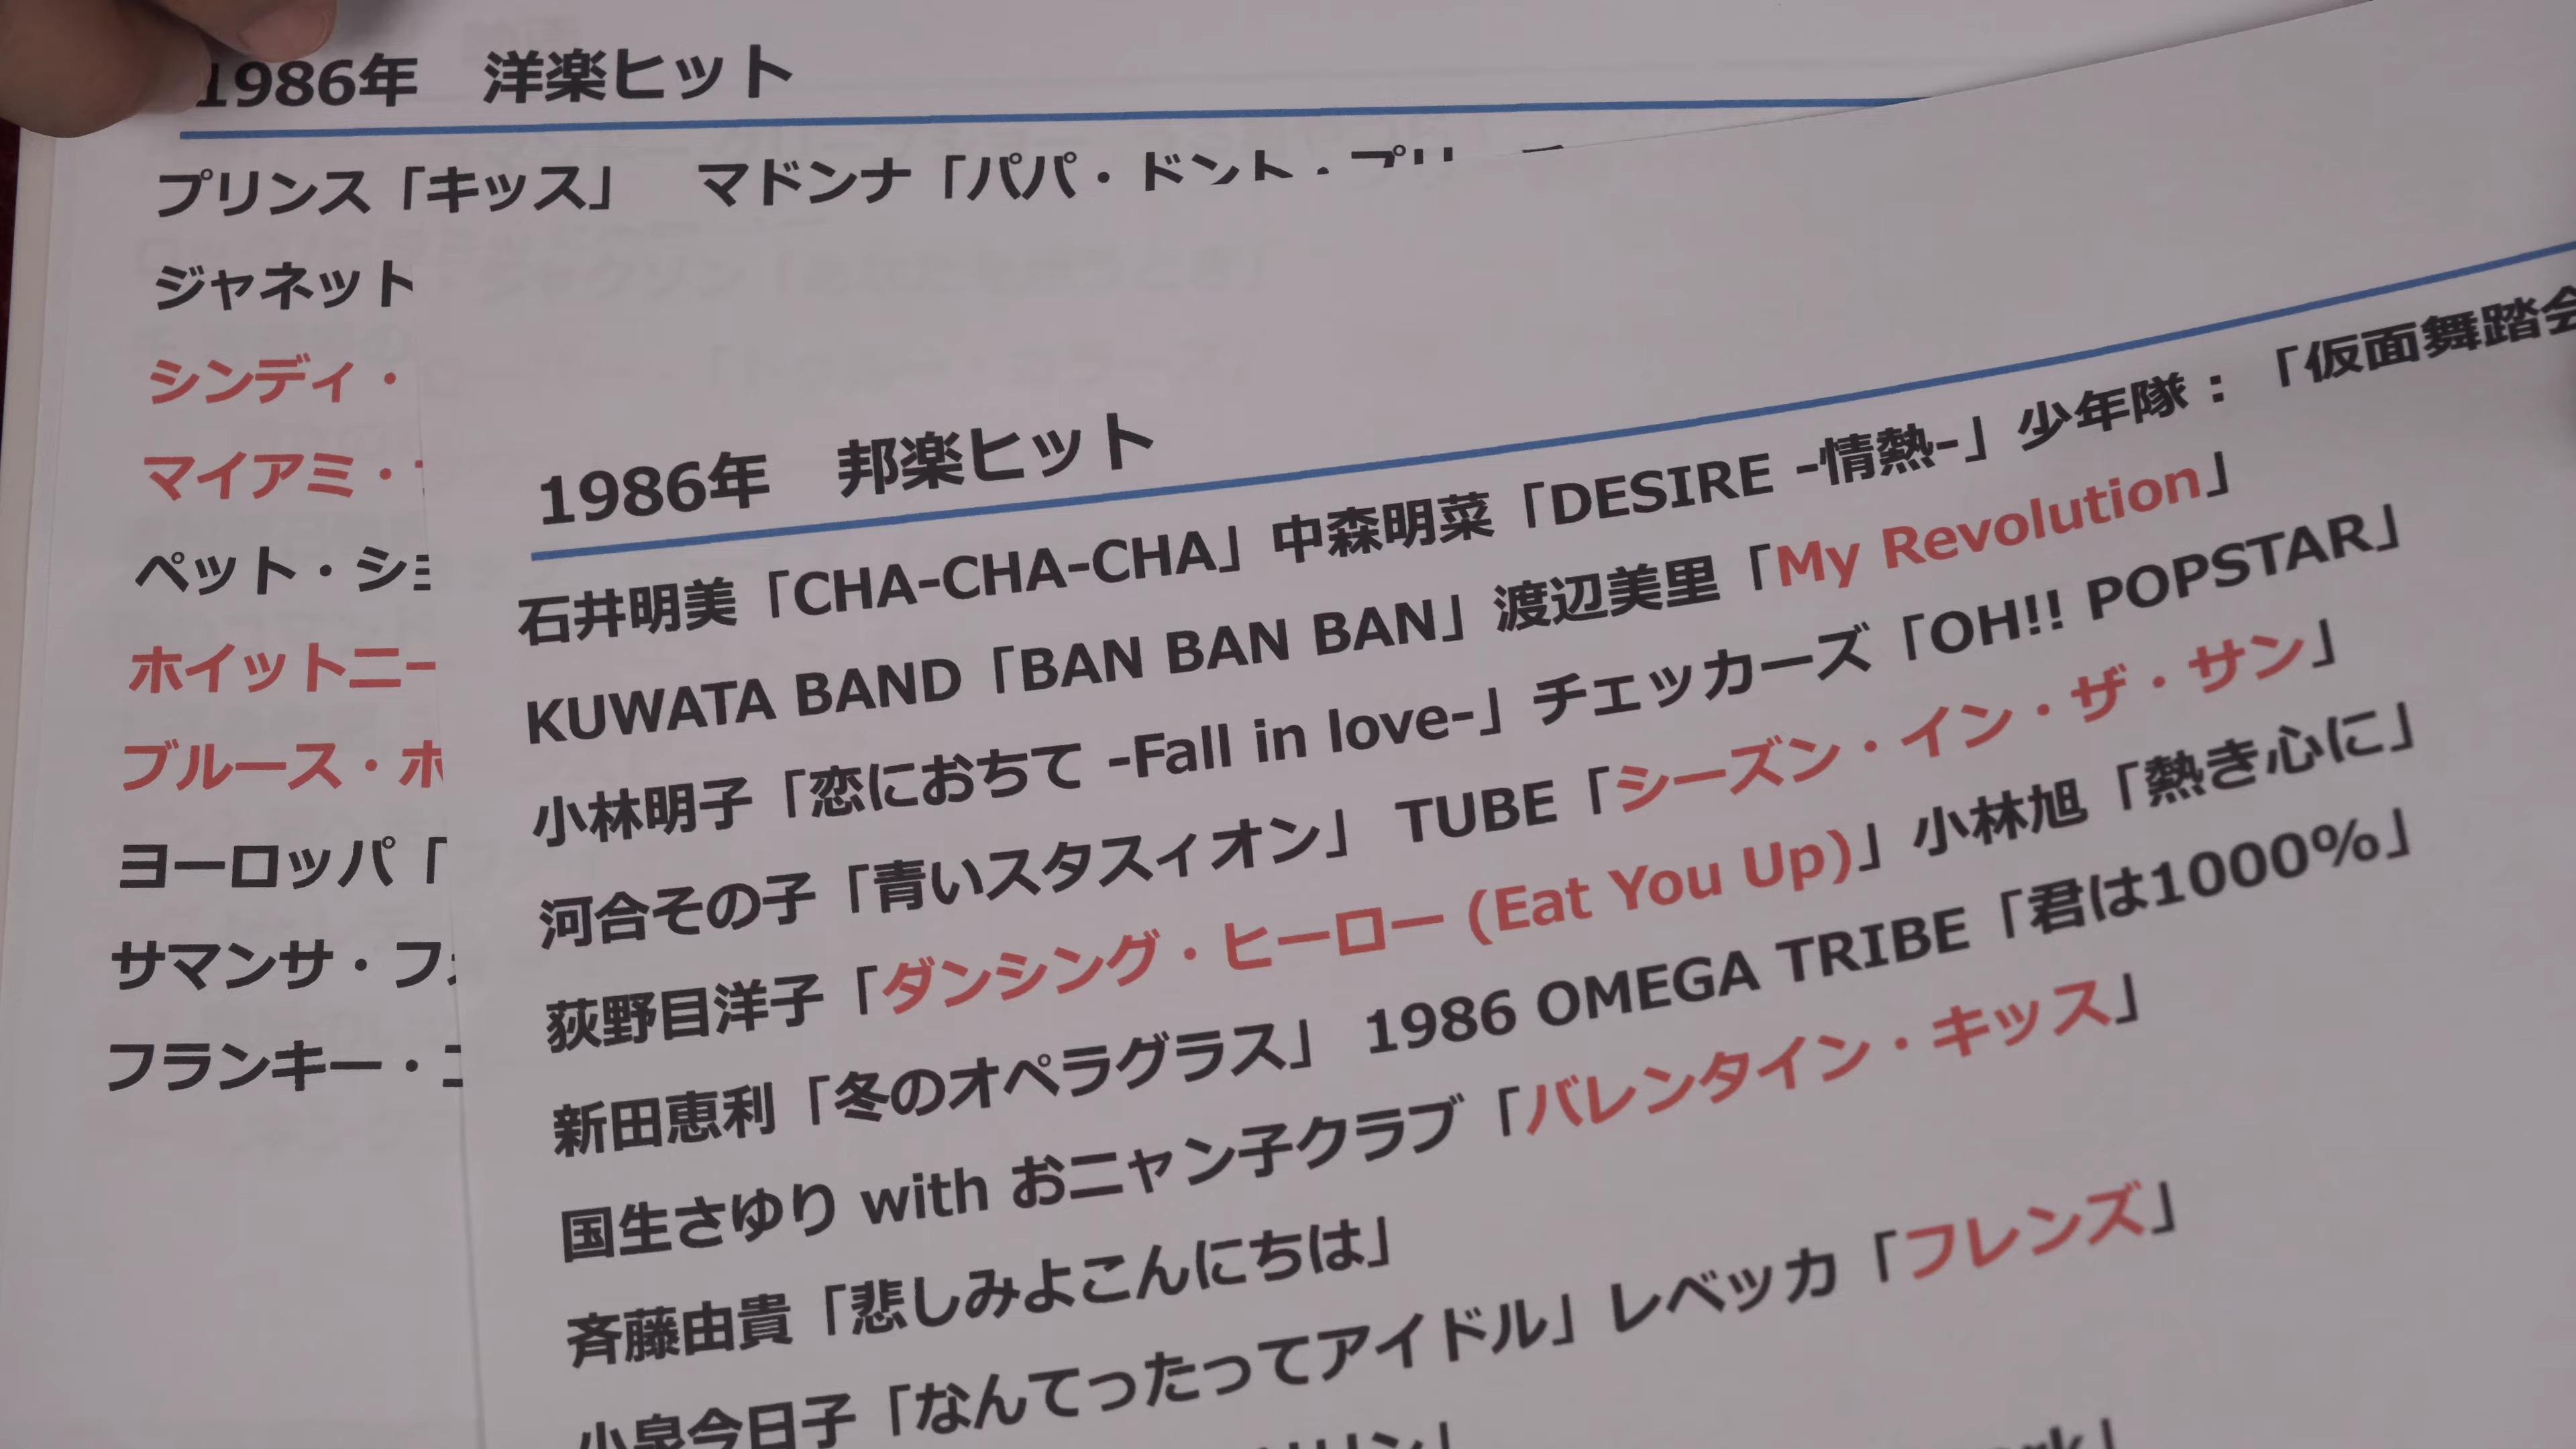 1986年　洋楽ヒット
プリンス「キッス」　マドンナ「パパ・ドント・プリ
ジャネット
シンディ・
マイアミ・
ペット・ショ
ホイットニー
ブルース・ホ
ヨーロッパ「
サマンサ・フ
フランキー・
1986年　邦楽ヒット
石井明美「CHA-CHA-CHA」中森明菜「DESIRE -情熱-」少年隊：「仮面舞踏会
KUWATA BAND「BAN BAN BAN」渡辺美里「My Revolution」
小林明子「恋におちて -Fall in love-」チェッカーズ「OH!! POPSTAR」
河合その子「青いスタスィオン」 TUBE「シーズン・イン・ザ・サン」
荻野目洋子「ダンシング・ヒーロー (Eat You Up)」小林旭「熱き心に」
新田恵利「冬のオペラグラス」 1986 OMEGA TRIBE「君は1000%」
国生さゆり with おニャン子クラブ「バレンタイン・キッス」
斉藤由貴「悲しみよこんにちは」
小泉今日子「なんてったってアイドル」レベッカ「フレンズ」